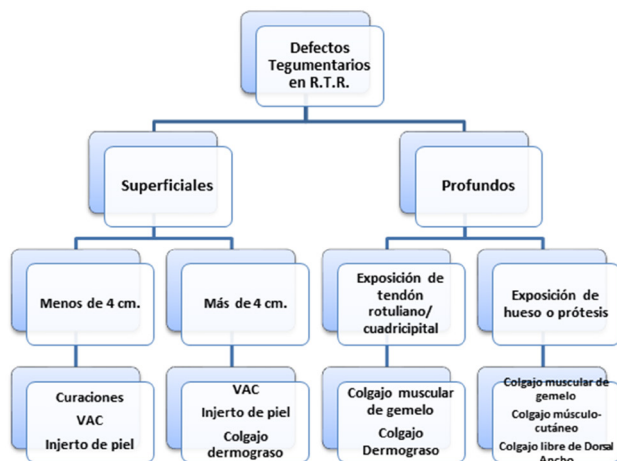 Defectos
Tegumentarios
en R.T.R.
Superficiales
Profundos
Menos de 4 cm.
Más de 4 cm.
Exposición de
tendón
rotuliano/
cuadricipital
Exposición de
hueso o prótesis
Curaciones
VAC
Injerto de piel
VAC
Injerto de piel
Colgajo
dermograso
Colgajo muscular
de gemelo
Colgajo
Dermograso
Colgajo muscular de
gemelo
Colgajo músculo-
cutáneo
Colgajo libre de Dorsal
Ancho